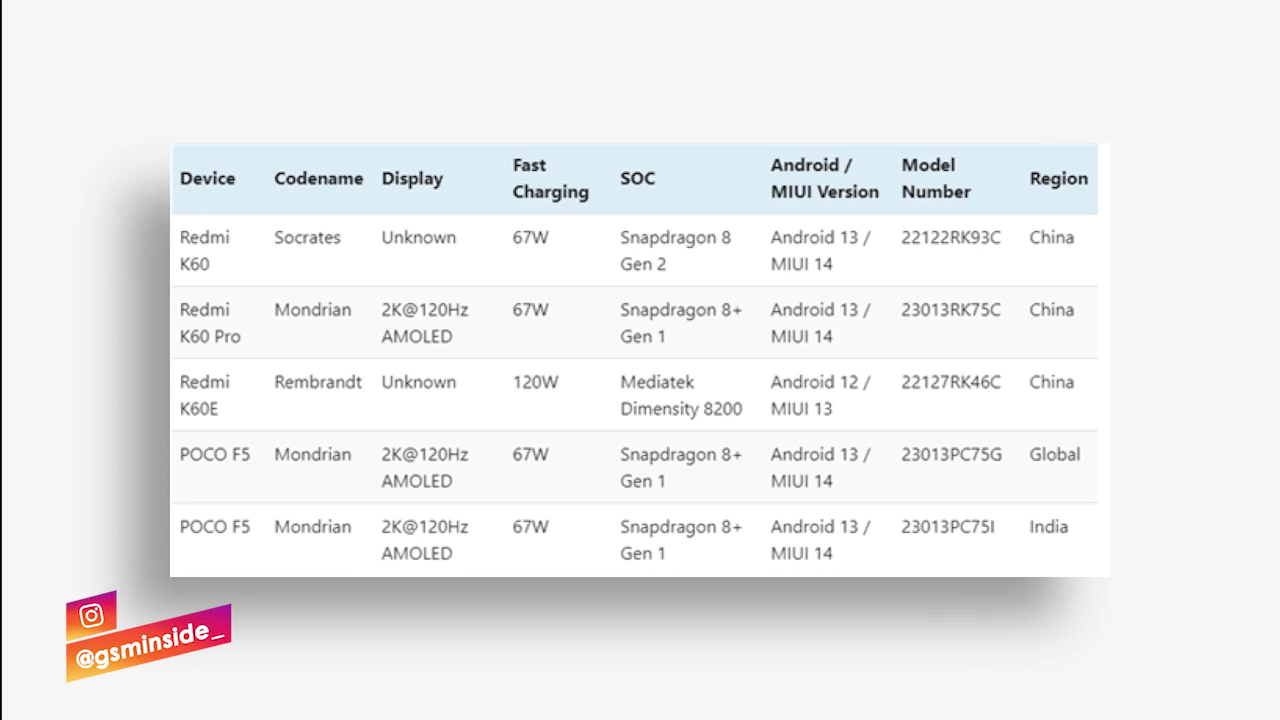 Device Codename Display Fast Charging SOC Android / MIUI Version Model Number Region
Redmi K60 Socrates Unknown 67W Snapdragon 8 Gen 2 Android 13 / MIUI 14 22122RK93C China
Redmi K60 Pro Mondrian 2K@120Hz AMOLED 67W Snapdragon 8+ Gen 1 Android 13 / MIUI 14 23013RK75C China
Redmi K60E Rembrandt Unknown 120W Mediatek Dimensity 8200 Android 12 / MIUI 13 22127RK46C China
POCO F5 Mondrian 2K@120Hz AMOLED 67W Snapdragon 8+ Gen 1 Android 13 / MIUI 14 23013PC75G Global
POCO F5 Mondrian 2K@120Hz AMOLED 67W Snapdragon 8+ Gen 1 Android 13 / MIUI 14 23013PC75I India
@gsminside_